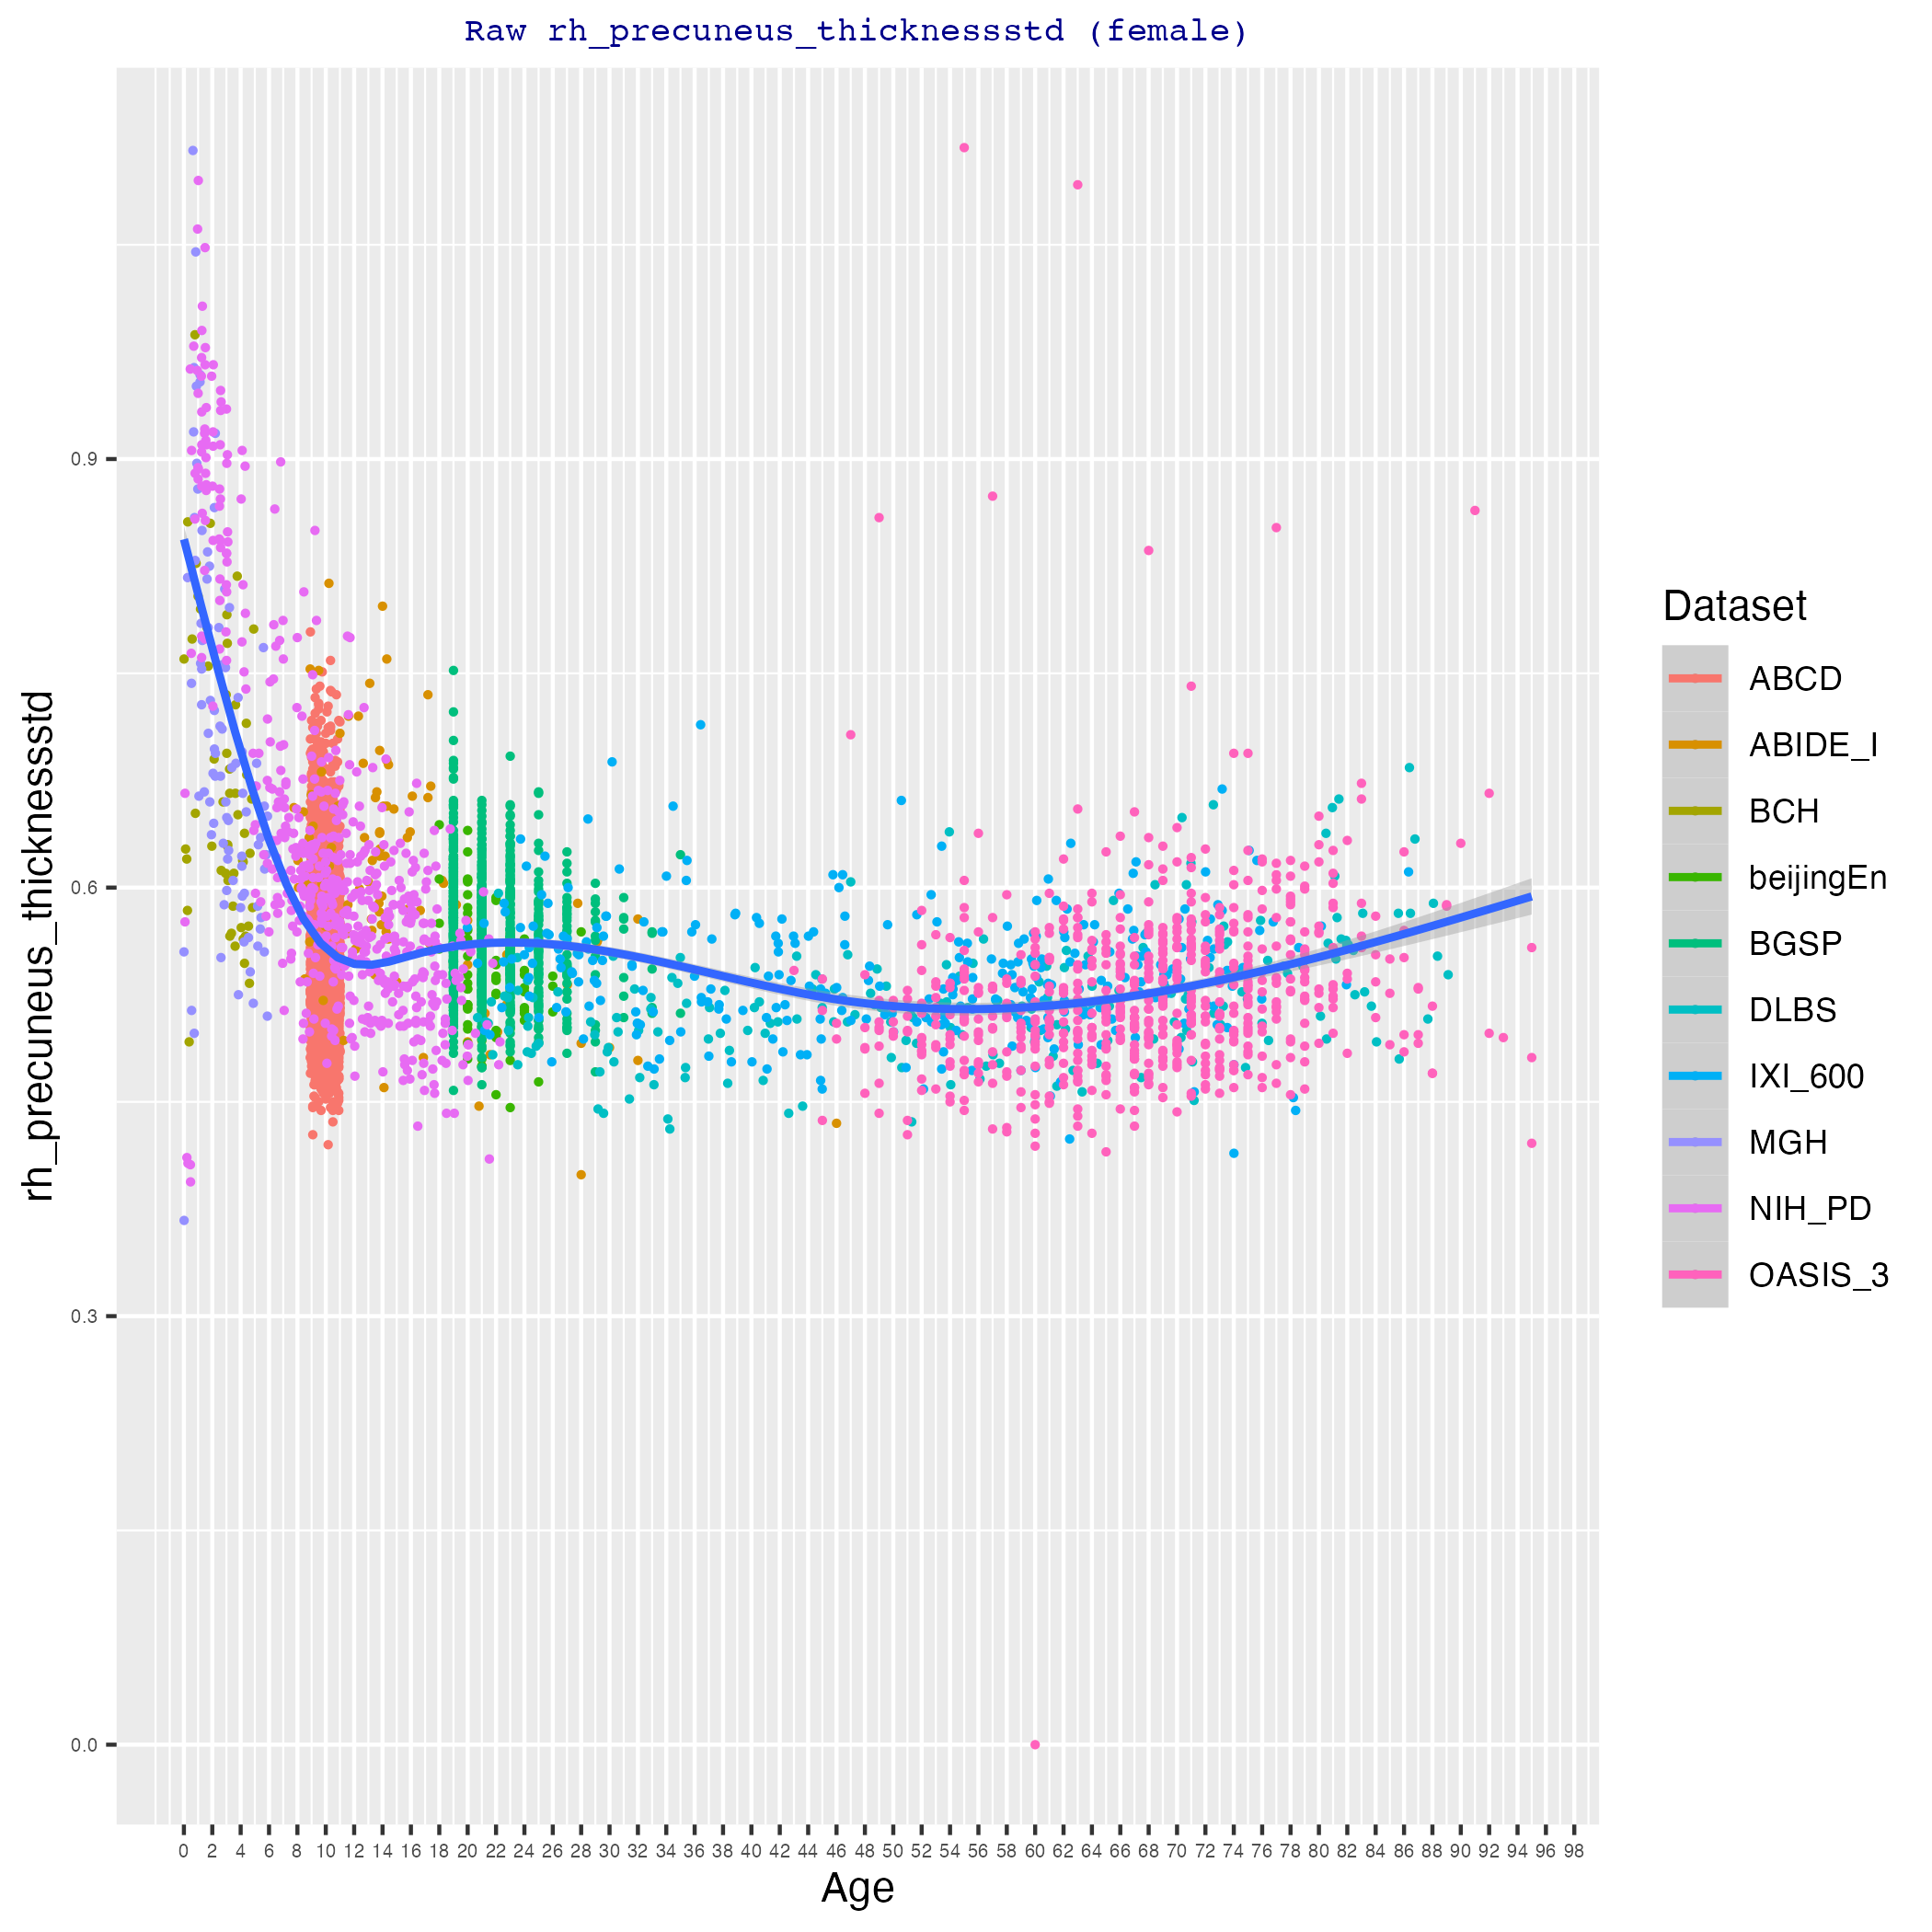 Raw rh_precuneus_thicknessstd (female)
rh_precuneus_thicknessstd
0.9
0.6
0.3
0.0
0 2 4 6 8 10 12 14 16 18 20 22 24 26 28 30 32 34 36 38 40 42 44 46 48 50 52 54 56 58 60 62 64 66 68 70 72 74 76 78 80 82 84 86 88 90 92 94 96 98
Age
Dataset
ABCD
ABIDE_I
BCH
beijingEn
BGSP
DLBS
IXI_600
MGH
NIH_PD
OASIS_3